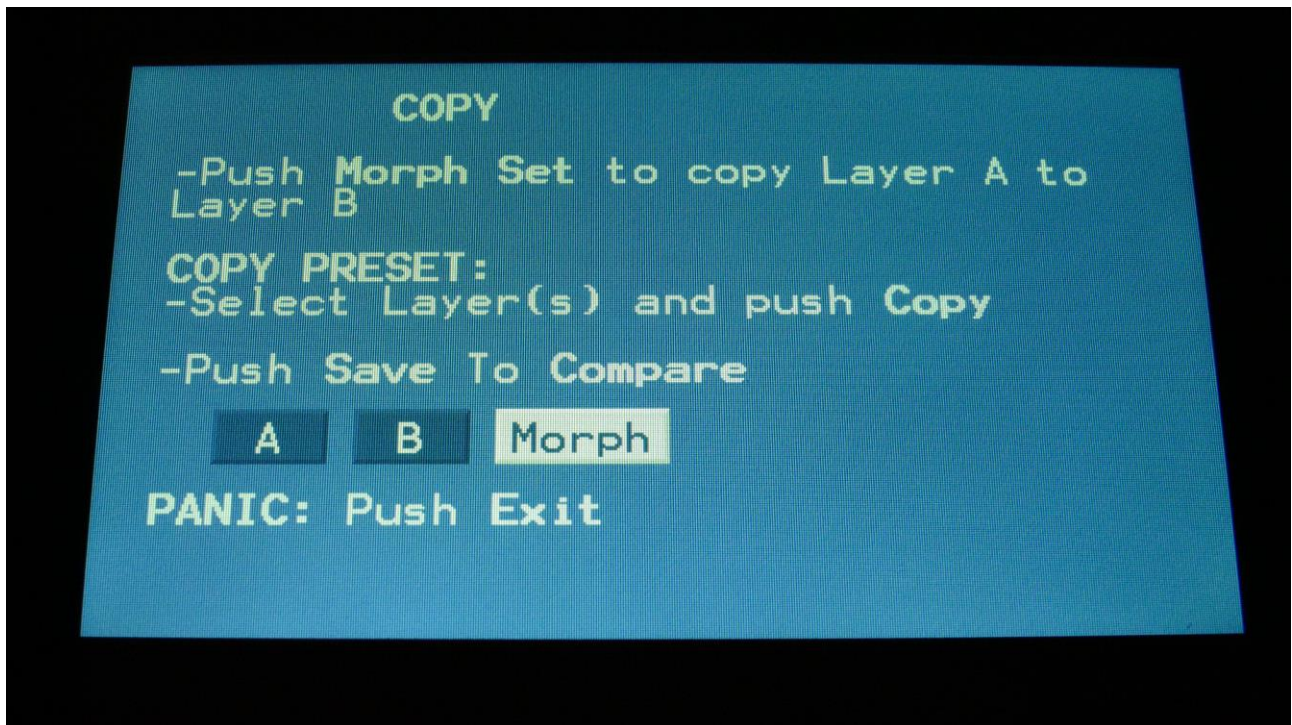 COPY
-Push Morph Set to copy Layer A to
Layer B
COPY PRESET:
-Select Layer(s) and push Copy
-Push Save To Compare
A B Morph
PANIC: Push Exit